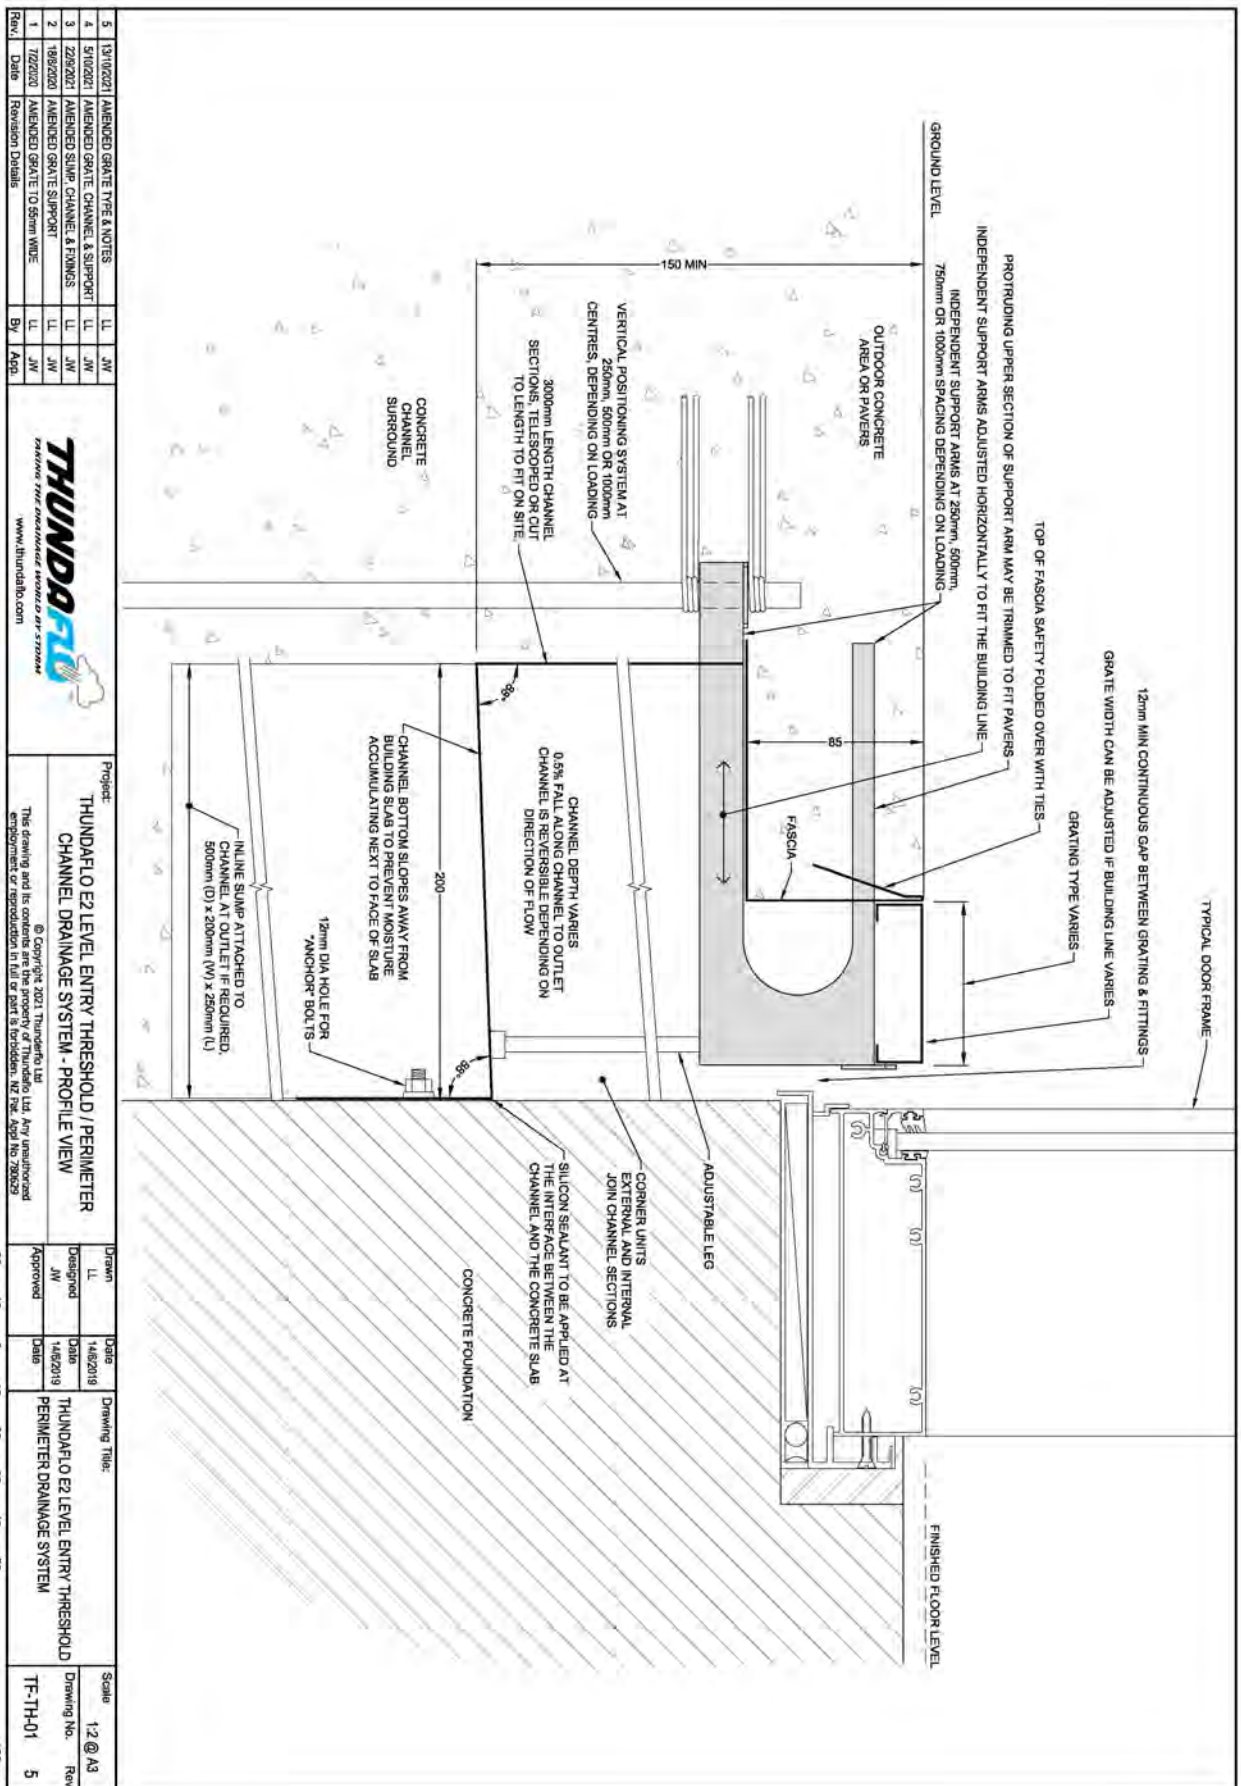 TYPICAL DOOR FRAME
12mm MIN CONTINUOUS GAP BETWEEN GRATING & FITTINGS
GRATE WIDTH CAN BE ADJUSTED IF BUILDING LINE VARIES
GRATING TYPE VARIES
TOP OF FASCIA SAFETY FOLDED OVER WITH TIES
PROTRUDING UPPER SECTION OF SUPPORT ARM MAY BE TRIMMED TO FIT PAVERS
INDEPENDENT SUPPORT ARMS ADJUSTED HORIZONTALLY TO FIT THE BUILDING LINE
INDEPENDENT SUPPORT ARMS AT 250mm, 500mm,
750mm OR 1000mm SPACING DEPENDING ON LOADING
GROUND LEVEL
FINISHED FLOOR LEVEL
OUTDOOR CONCRETE
AREA OR PAVERS
85
FASCIA
150 MIN
VERTICAL POSITIONING SYSTEM AT
250mm, 500mm OR 1000mm
CENTRES, DEPENDING ON LOADING
3000mm LENGTH CHANNEL
SECTIONS, TELESCOPED OR CUT
TO LENGTH TO FIT ON SITE
CONCRETE
CHANNEL
SURROUND
88°
CHANNEL DEPTH VARIES
0.5% FALL ALONG CHANNEL TO OUTLET
CHANNEL IS REVERSIBLE DEPENDING ON
DIRECTION OF FLOW
200
88°
CHANNEL BOTTOM SLOPES AWAY FROM
BUILDING SLAB TO PREVENT MOISTURE
ACCUMULATING NEXT TO FACE OF SLAB
12mm DIA HOLE FOR
"ANCHOR" BOLTS
INLINE SUMP ATTACHED TO
CHANNEL AT OUTLET IF REQUIRED,
500mm (D) x 200mm (W) x 250mm (L)
ADJUSTABLE LEG
CORNER UNITS
EXTERNAL AND INTERNAL
JOIN CHANNEL SECTIONS
SILICON SEALANT TO BE APPLIED AT
THE INTERFACE BETWEEN THE
CHANNEL AND THE CONCRETE SLAB
CONCRETE FOUNDATION
5 13/10/2021 AMENDED GRATE TYPE & NOTES LL JW
4 5/10/2021 AMENDED GRATE, CHANNEL & SUPPORT LL JW
3 22/9/2021 AMENDED SUMP, CHANNEL & FIXINGS LL JW
2 18/8/2020 AMENDED GRATE SUPPORT LL JW
1 7/2/2020 AMENDED GRATE TO 55mm WIDE LL JW
Rev. Date Revision Details By App.
THUNDAFLO
TAKING THE DRAINAGE WORLD BY STORM
www.thundaflo.com
Project:
THUNDAFLO E2 LEVEL ENTRY THRESHOLD / PERIMETER
CHANNEL DRAINAGE SYSTEM - PROFILE VIEW
© Copyright 2021 Thunderflo Ltd
This drawing and its contents are the property of Thundaflo Ltd. Any unauthorized
employment or reproduction in full or part is forbidden. NZ Pat. Appl No 780629
Drawn Date
LL 14/6/2019
Designed Date
JW 14/6/2019
Approved Date
Drawing Title:
THUNDAFLO E2 LEVEL ENTRY THRESHOLD
PERIMETER DRAINAGE SYSTEM
Scale
1:2 @ A3
Drawing No. Rev
TF-TH-01 5